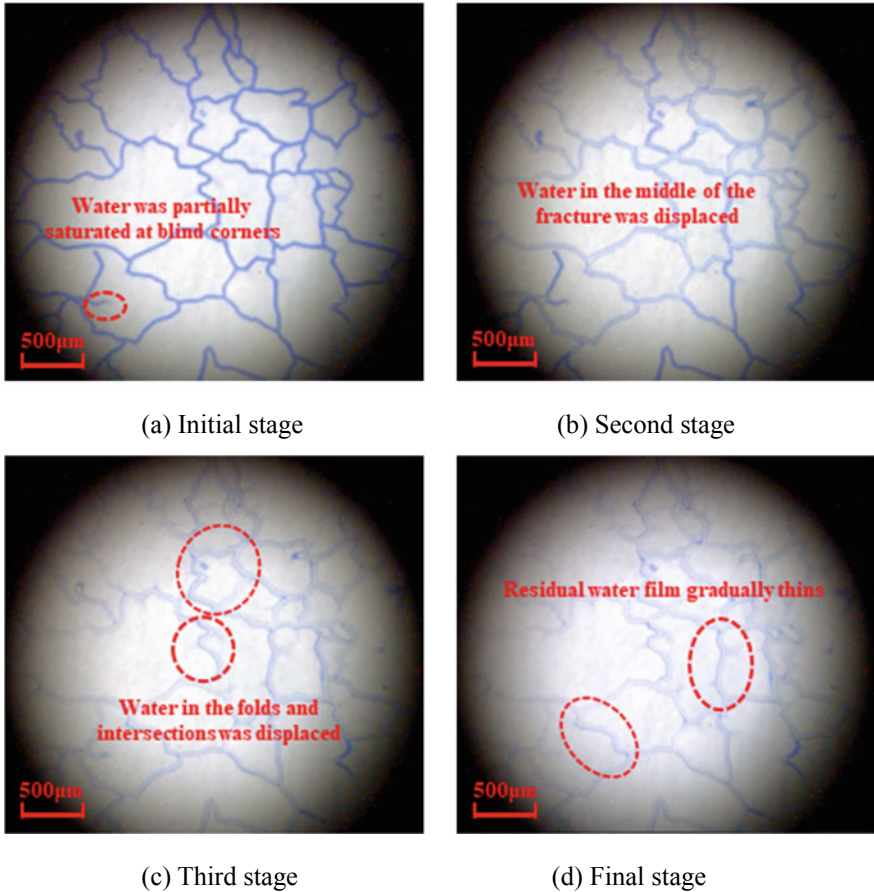 Water was partially
saturated at blind corners
500μm
(a) Initial stage
Water in the middle of the
fracture was displaced
500μm
(b) Second stage
Water in the folds and
intersections was displaced
500μm
(c) Third stage
Residual water film gradually thins
500μm
(d) Final stage